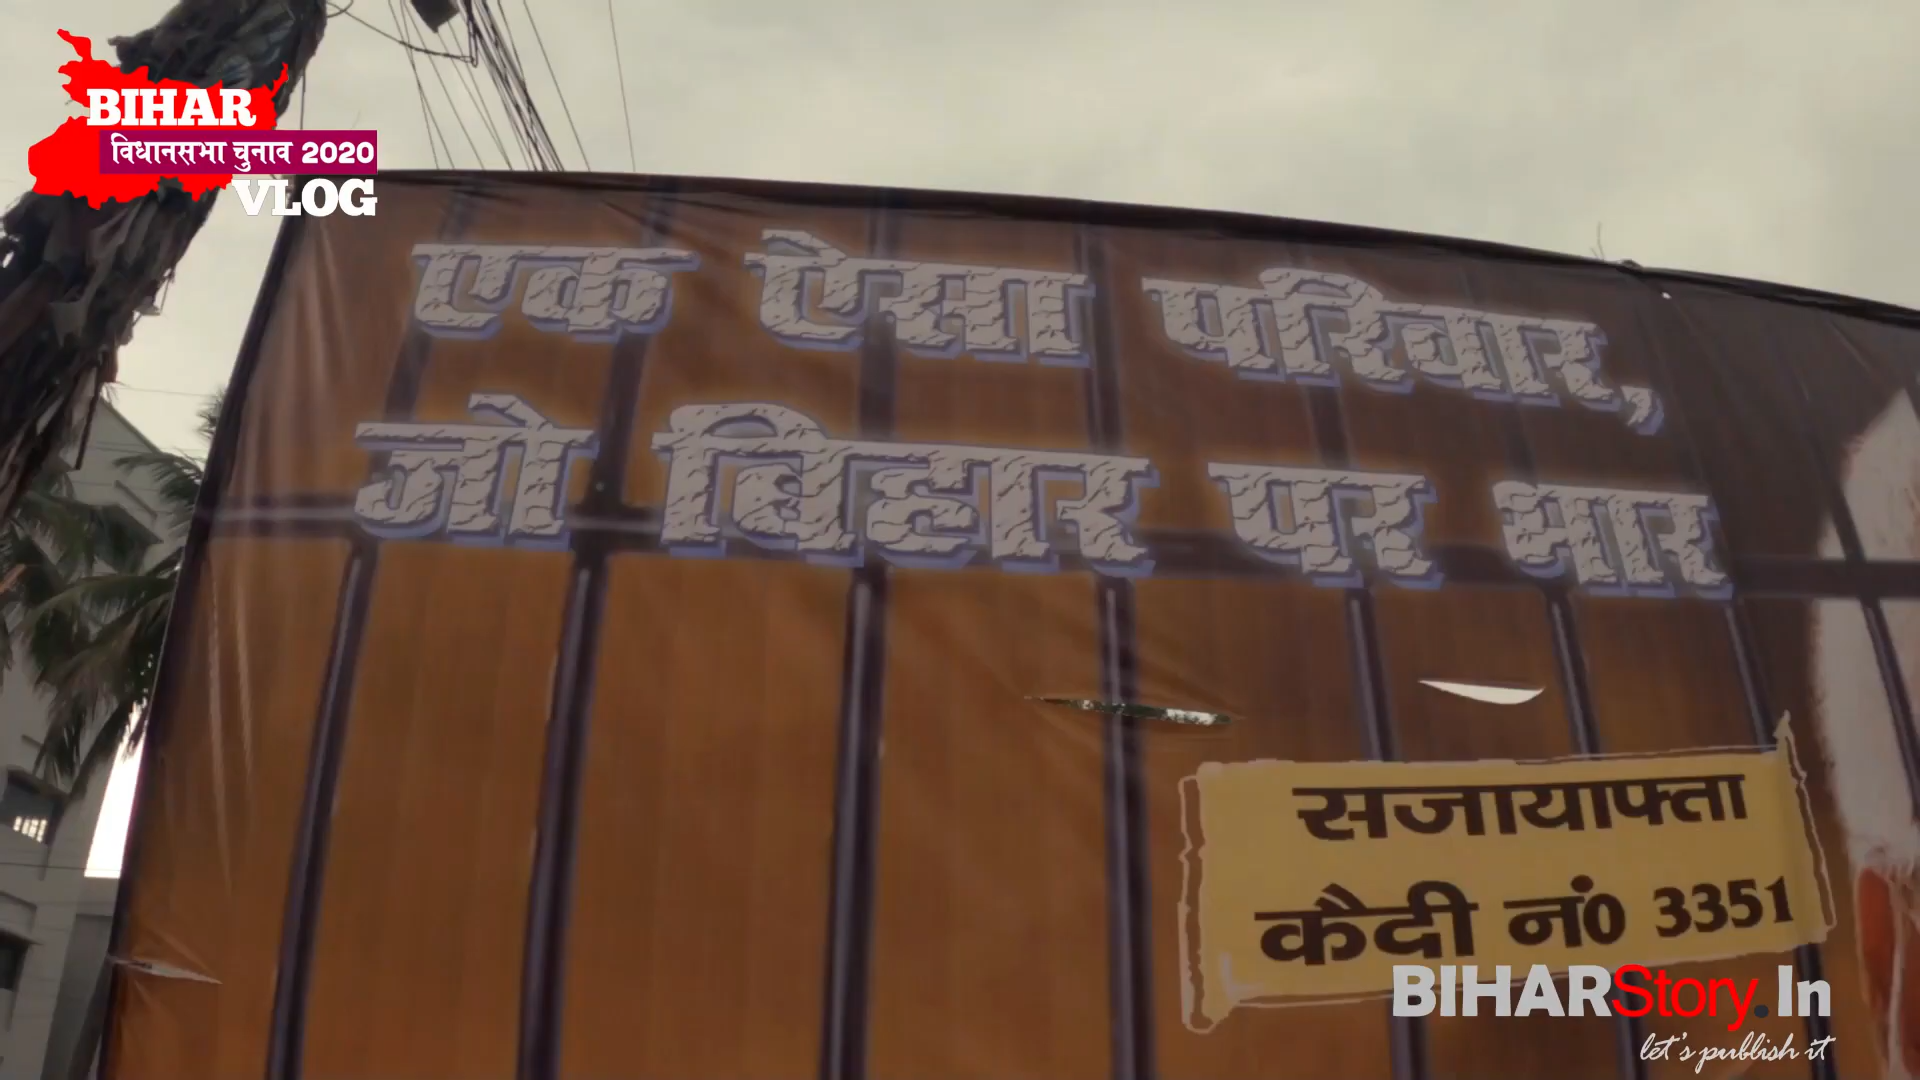 BIHAR
विधानसभा चुनाव 2020
VLOG
एक ऐसा परिवार,
जो बिहार पर भार
सजायाफ्ता
कैदी नं0 3351
BIHARStory.In
let's publish it